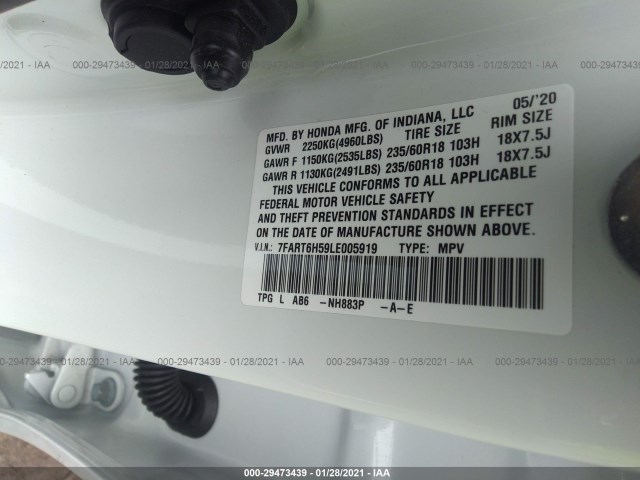 000-29473439 - 01/28/2021 - IAA
000-29473439 - 01/28/2021 - IAA
000-29473439 - 01/28/2021 - IAA
MFD. BY HONDA MFG. OF INDIANA, LLC 05/'20
GVWR 2250KG(4960LBS) TIRE SIZE RIM SIZE
GAWR F 1150KG(2535LBS) 235/60R18 103H 18X7.5J
GAWR R 1130KG(2491LBS) 235/60R18 103H 18X7.5J
THIS VEHICLE CONFORMS TO ALL APPLICABLE
FEDERAL MOTOR VEHICLE SAFETY
AND THEFT PREVENTION STANDARDS IN EFFECT
ON THE DATE OF MANUFACTURE SHOWN ABOVE.
V.I.N.: 7FART6H59LE005919 TYPE: MPV
TPG L AB6 -NH883P -A-E
000-29473439 - 01/28/2021 - IAA
000-29473439 - 01/28/2021 - IAA
000-29473439 - 01/28/2021 - IAA
000-29473439 - 01/28/2021 - IAA